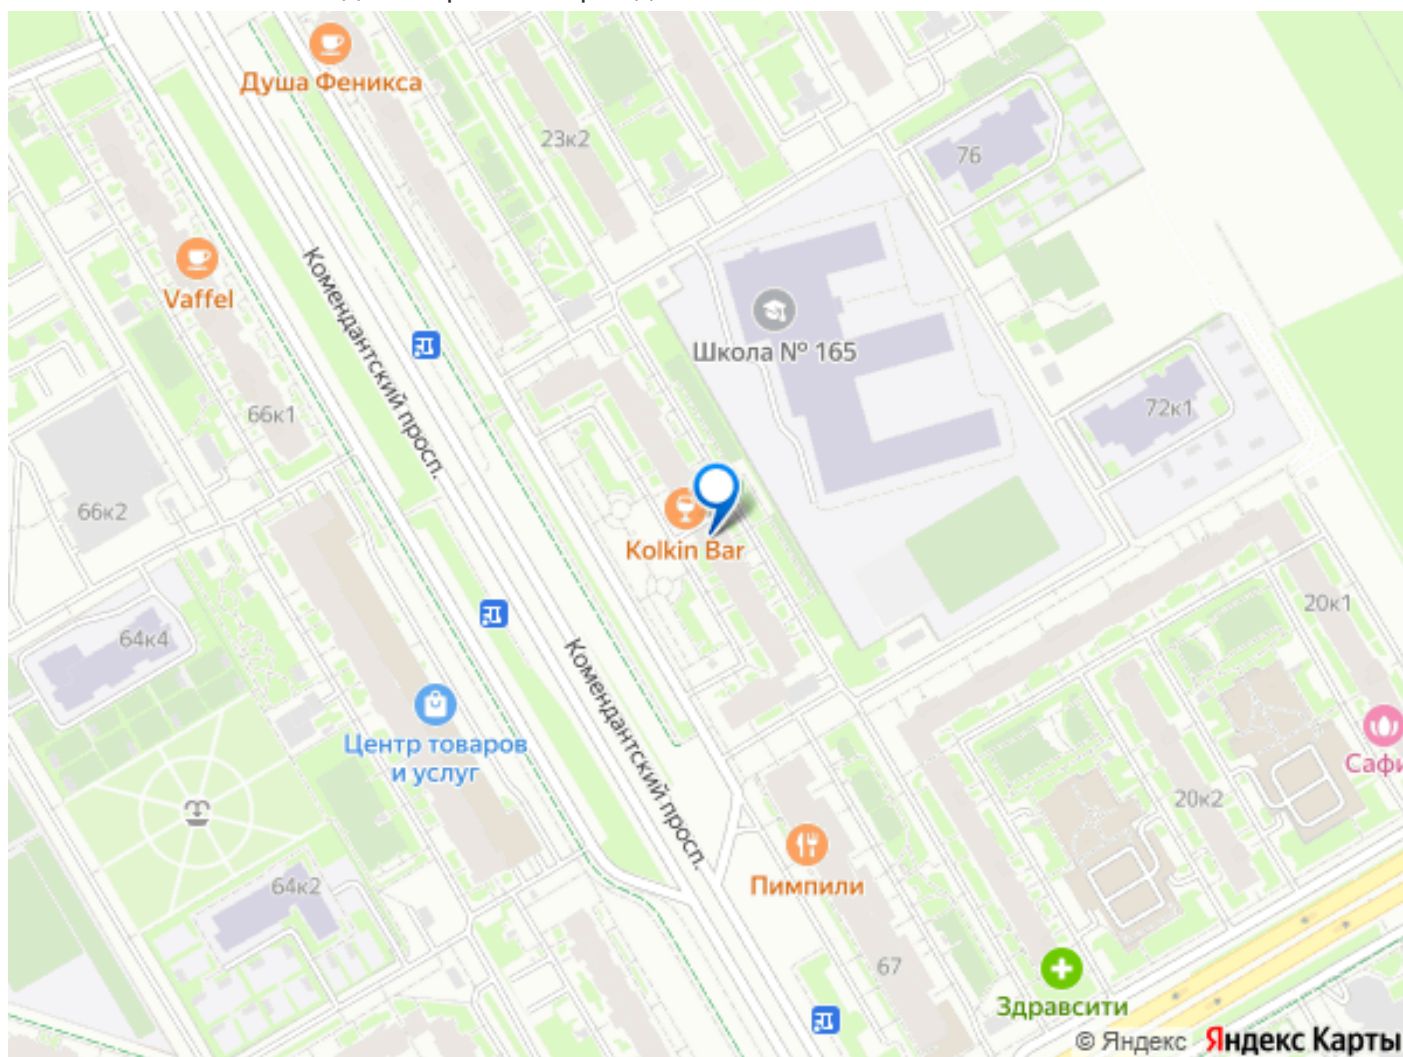 Душа Феникса
23к2
76
Vaffel
Комендантский просп.
Школа № 165
66к1
72к1
66к2
Kolkin Bar
20к1
64к4
Комендантский просп.
Центр товаров
и услуг
Сафи
20к2
Пимпили
64к2
67
Здравсити
© Яндекс Яндекс Карты